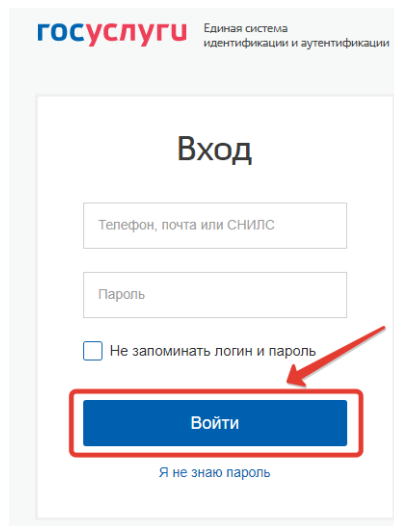 госуслуги
Единая система
идентификации и аутентификации
Вход
Телефон, почта или СНИЛС
Пароль
Не запоминать логин и пароль
Войти
Я не знаю пароль